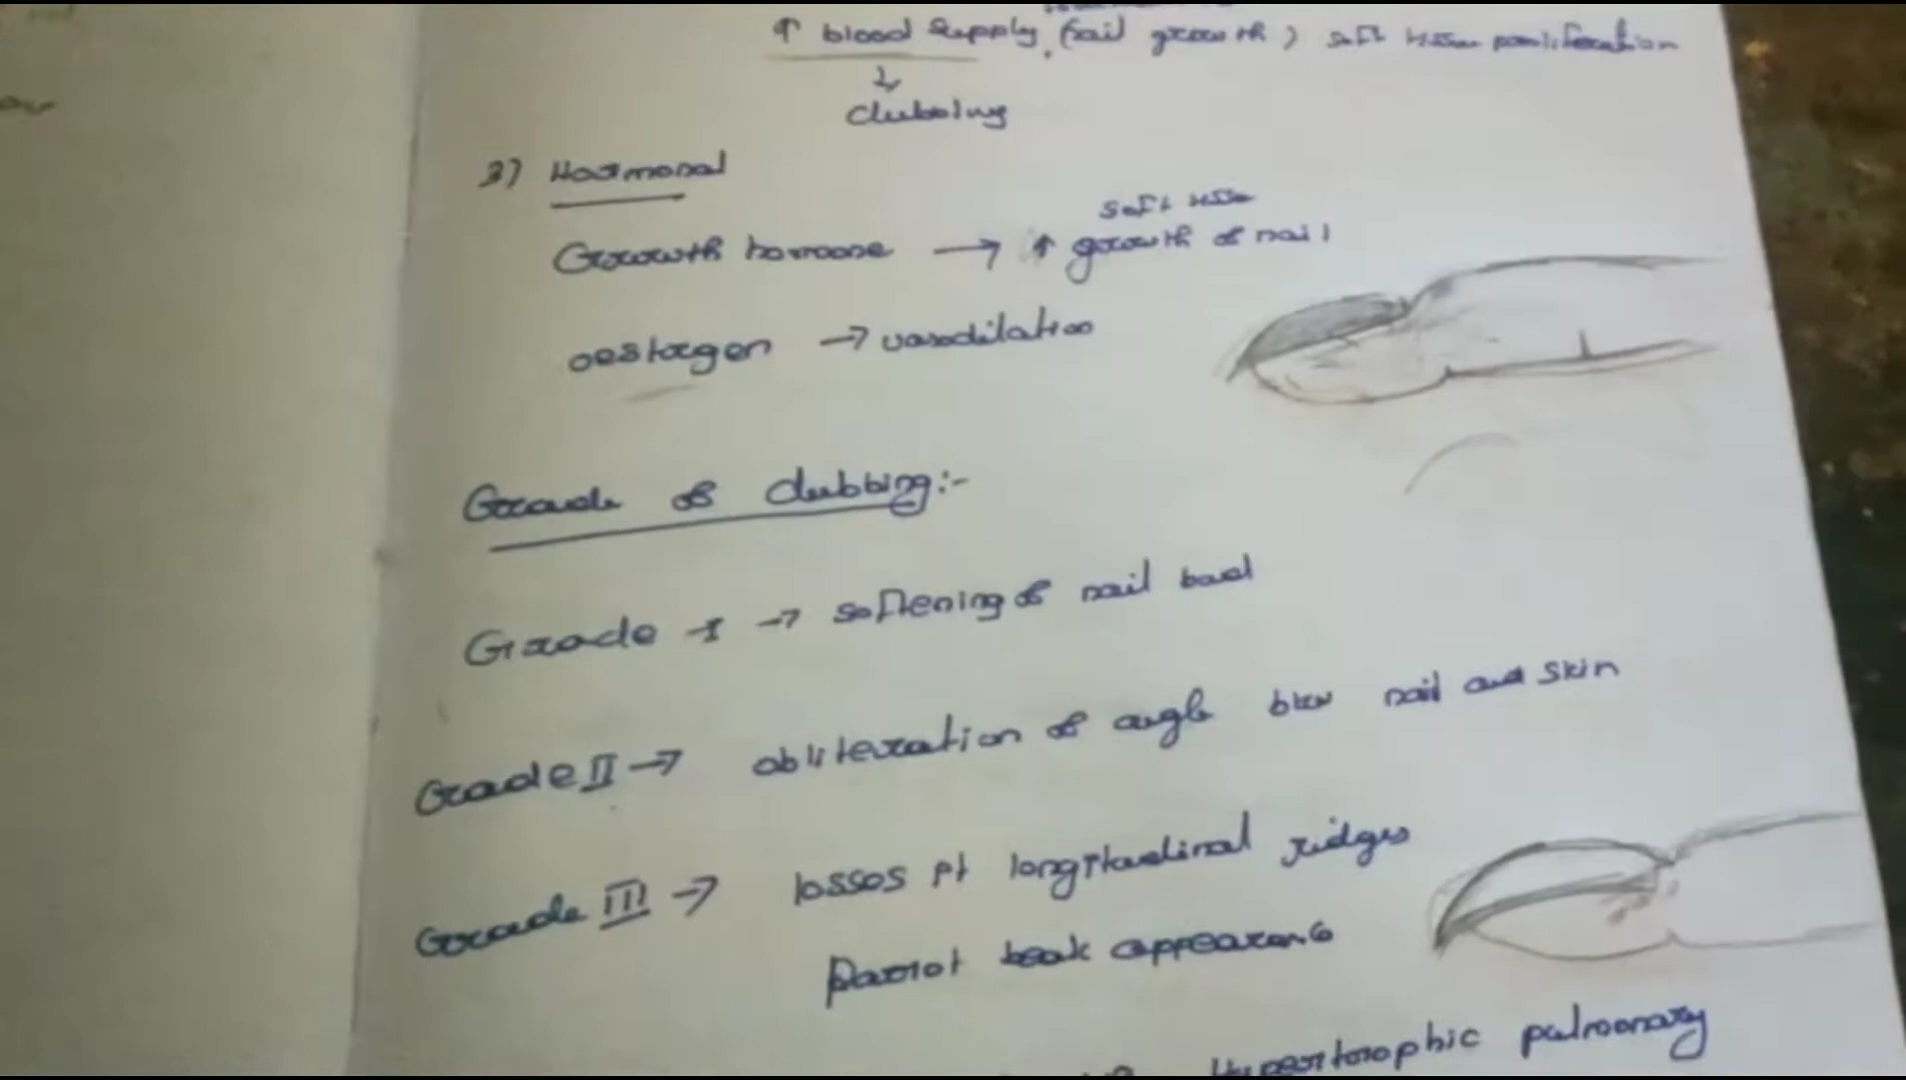 ↑ blood supply (nail growth) soft tissue proliferation
↓
Clubbing
3) Hormonal
soft tissue
Growth hormone → ↑ growth of nail
oestrogen → vasodilation
Grade of clubbing:-
Grade I → softening of nail bed
Grade II → obliteration of angle btw nail and skin
Grade III → losses longitudinal ridges
Parrot beak appearance
Hypertrophic pulmonary